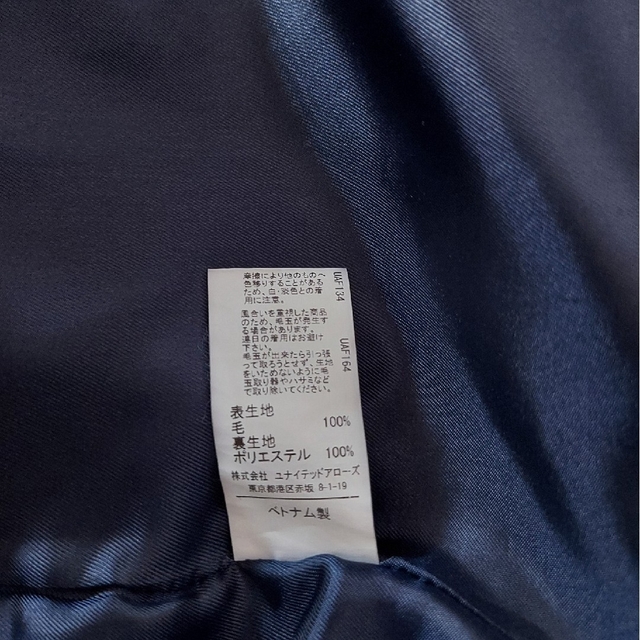 摩擦により他のものへ
色移りすることがある
ため、白・淡色との着
用に注意。
風合いを重視した商品
のため、毛玉が発生す
る場合があります。
連日の着用はお避け
下さい。
毛玉が出来たら引っ張
って取ろうとせず、生地
をいためないように毛
玉取り器やハサミなど
で取り除いてください。
UAF134
UAF164
表生地
毛 100%
裏生地
ポリエステル 100%
株式会社 ユナイテッドアローズ
東京都港区赤坂 8-1-19
ベトナム製